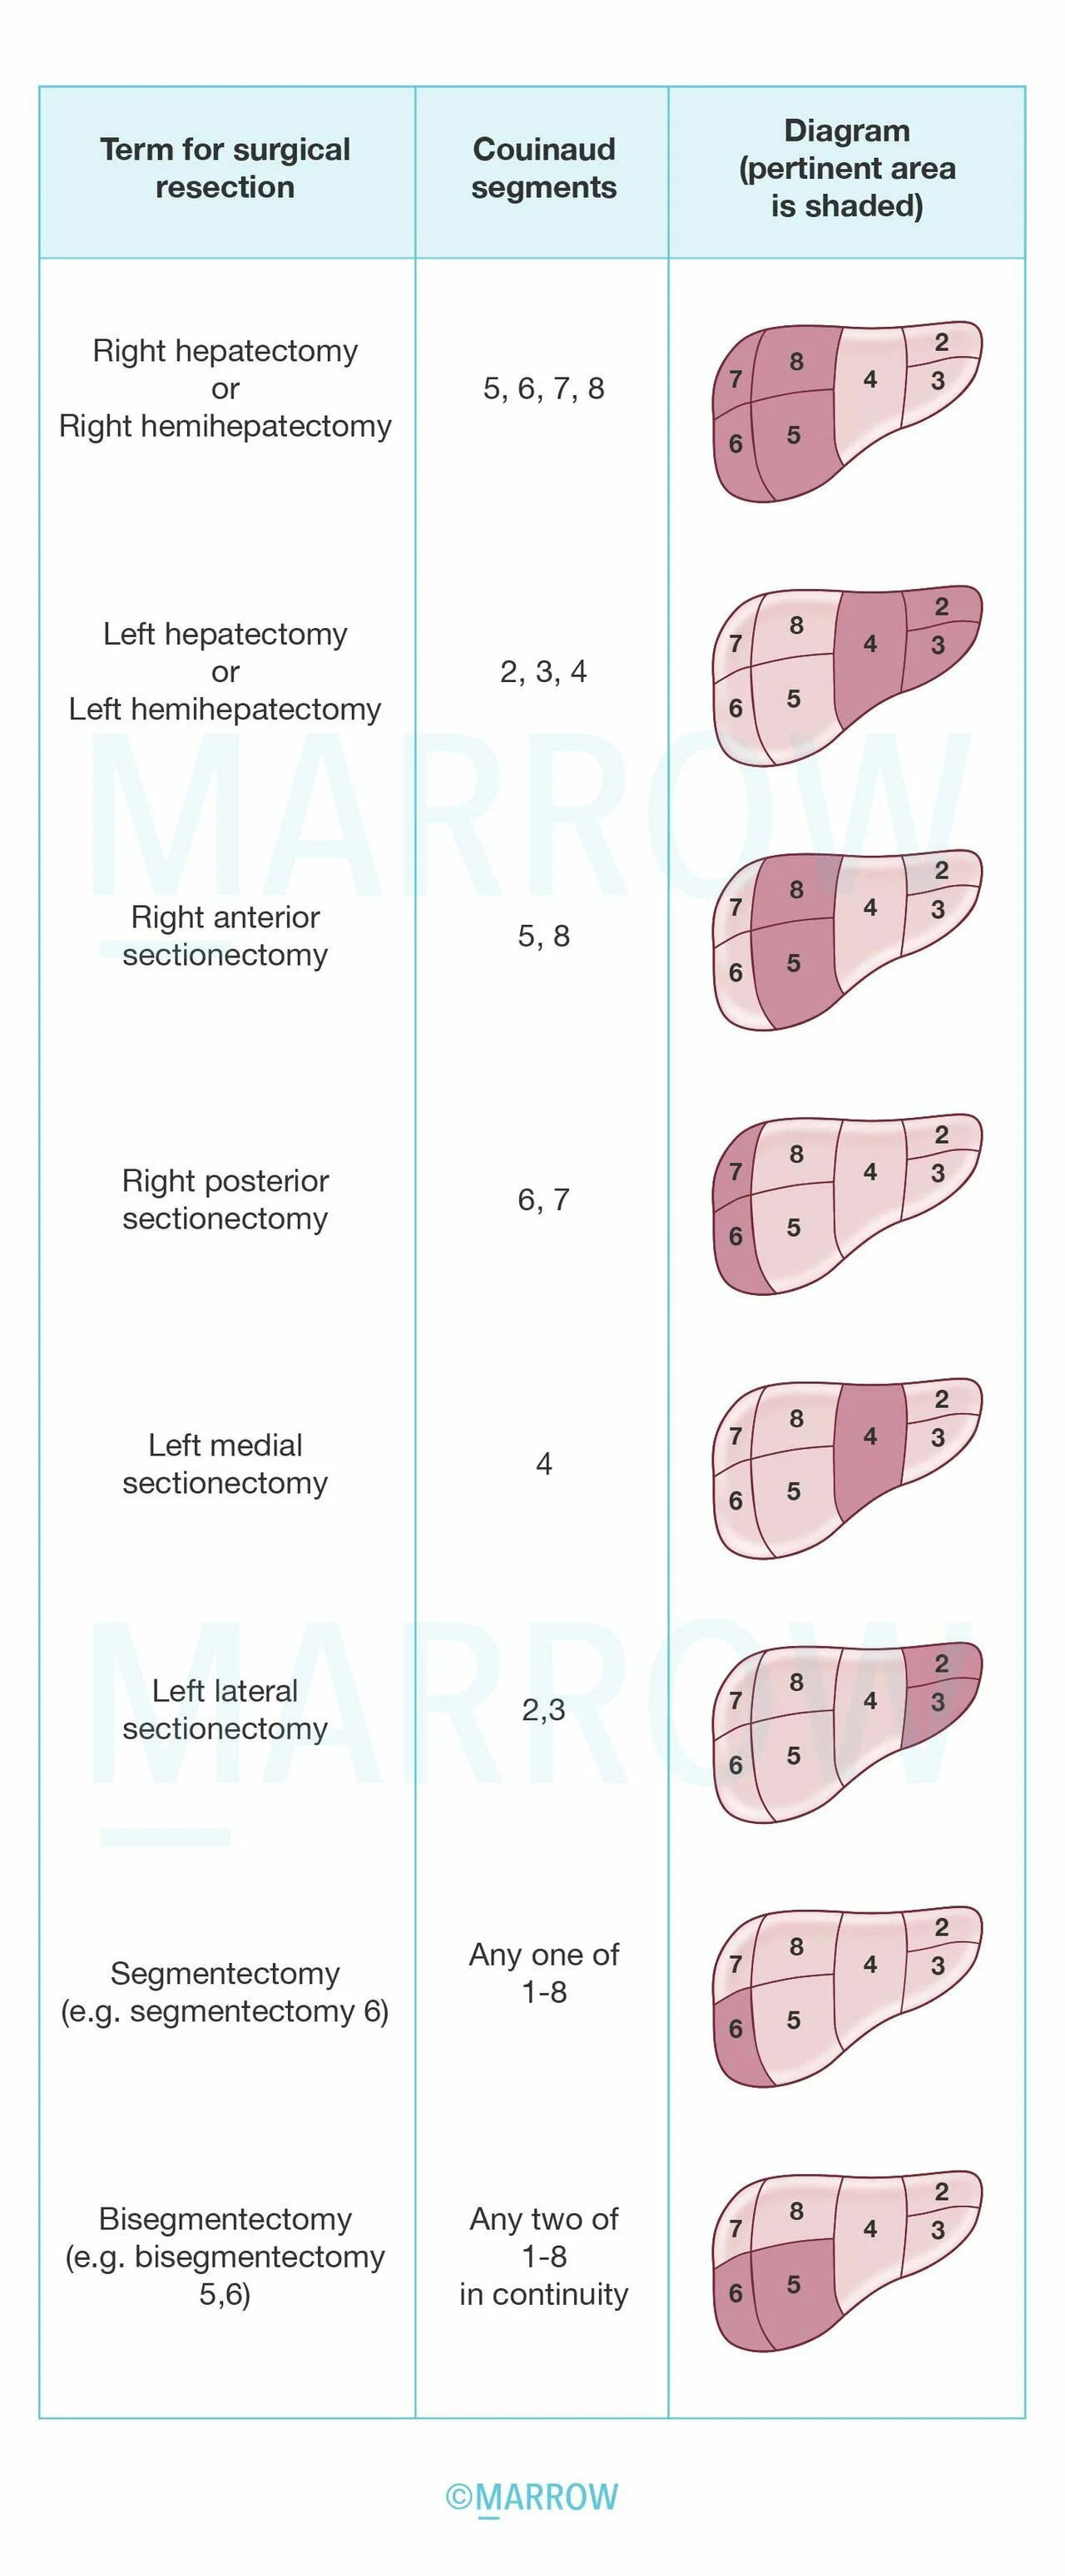 Term for surgical
resection
Couinaud
segments
Diagram
(pertinent area
is shaded)
Right hepatectomy
or
Right hemihepatectomy
5, 6, 7, 8
7
8
6
5
4
2
3
Left hepatectomy
or
Left hemihepatectomy
2, 3, 4
7
8
6
5
4
2
3
Right anterior
sectionectomy
5, 8
7
8
6
5
4
2
3
Right posterior
sectionectomy
6, 7
7
8
6
5
4
2
3
Left medial
sectionectomy
4
7
8
6
5
4
2
3
Left lateral
sectionectomy
2,3
7
8
6
5
4
2
3
Segmentectomy
(e.g. segmentectomy 6)
Any one of
1-8
7
8
6
5
4
2
3
Bisegmentectomy
(e.g. bisegmentectomy
5,6)
Any two of
1-8
in continuity
7
8
6
5
4
2
3
MARROW
MARROW
©MARROW